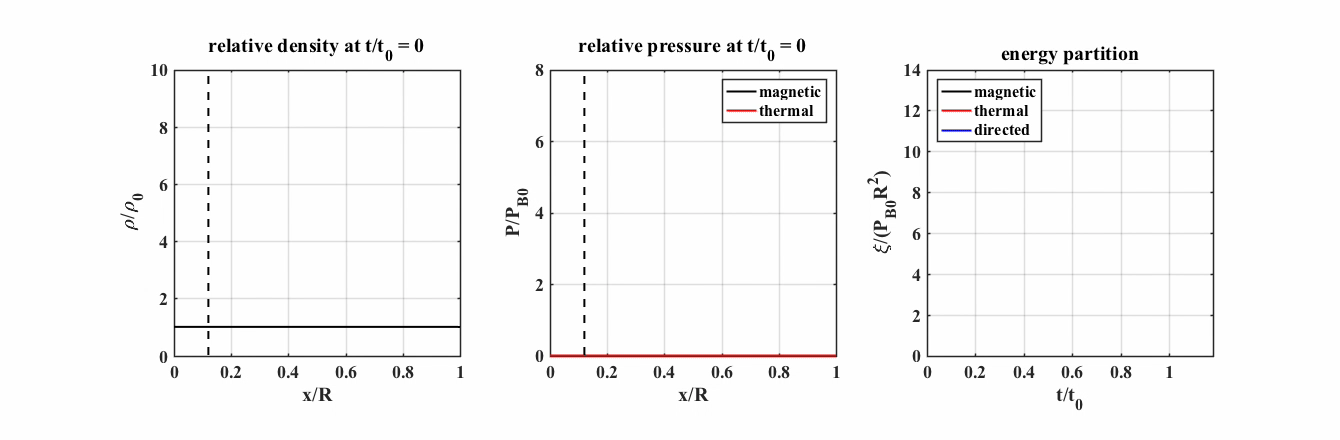 relative density at t/t0 = 0
10
8
6
4
2
0
ρ/ρ0
0 0.2 0.4 0.6 0.8 1
x/R
relative pressure at t/t0 = 0
magnetic
thermal
8
6
4
2
0
P/PB0
0 0.2 0.4 0.6 0.8 1
x/R
energy partition
magnetic
thermal
directed
14
12
10
8
6
4
2
0
ξ/(PB0R²)
0 0.2 0.4 0.6 0.8 1
t/t0